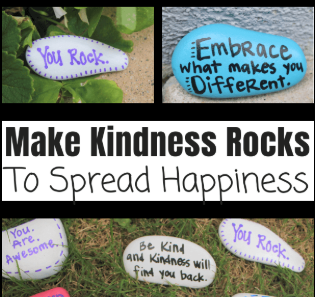 You Rock.
Embrace
what makes you
Different.
Make Kindness Rocks
To Spread Happiness
You.
Are.
Awesome.
Be Kind
and Kindness will
find you back.
You Rock.